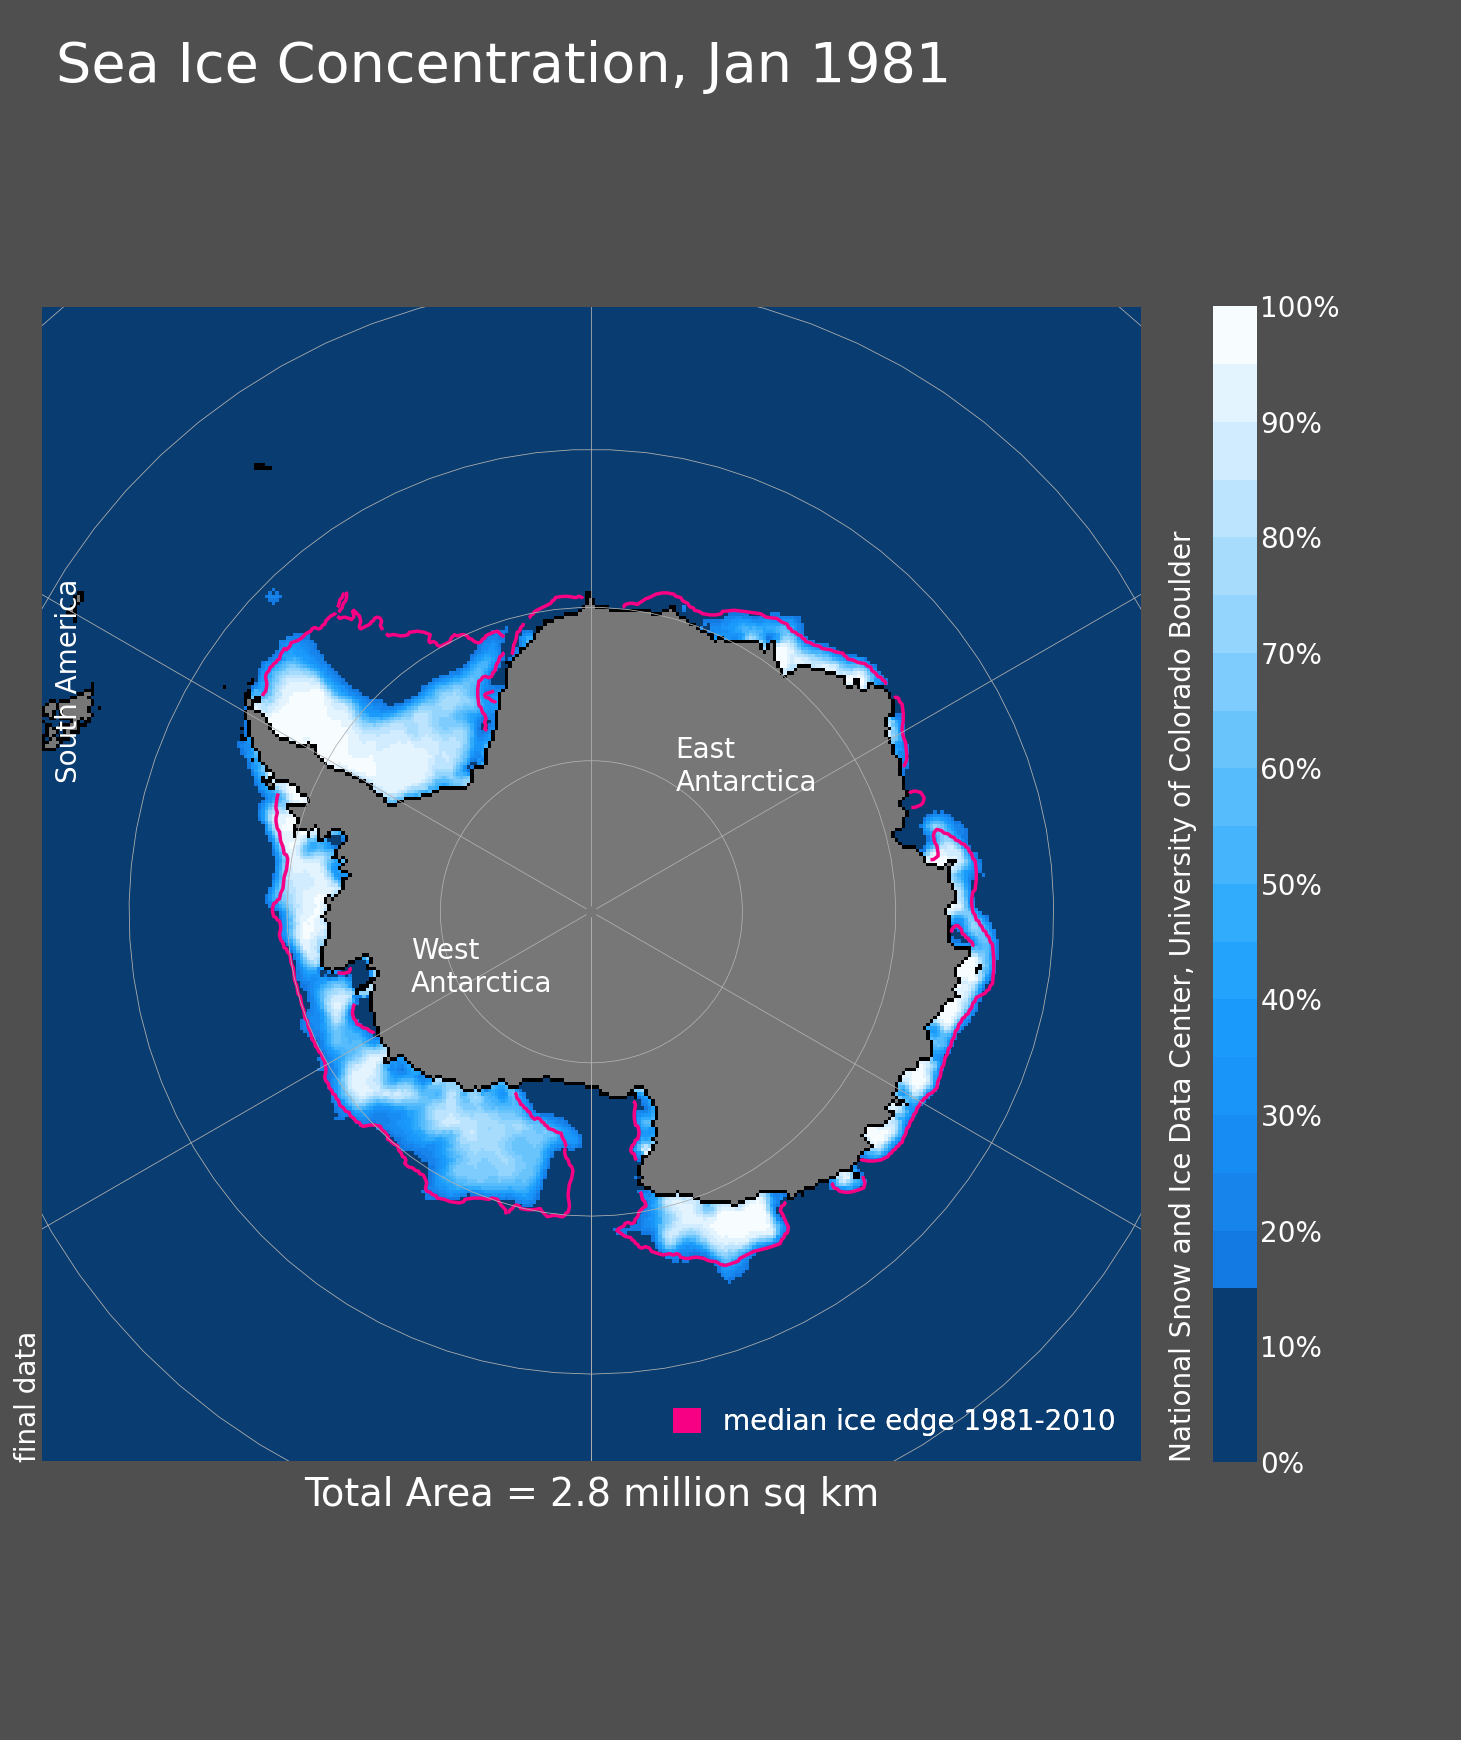 Sea Ice Concentration, Jan 1981
South America
East
Antarctica
West
Antarctica
median ice edge 1981-2010
final data
Total Area = 2.8 million sq km
National Snow and Ice Data Center, University of Colorado Boulder
100%
90%
80%
70%
60%
50%
40%
30%
20%
10%
0%